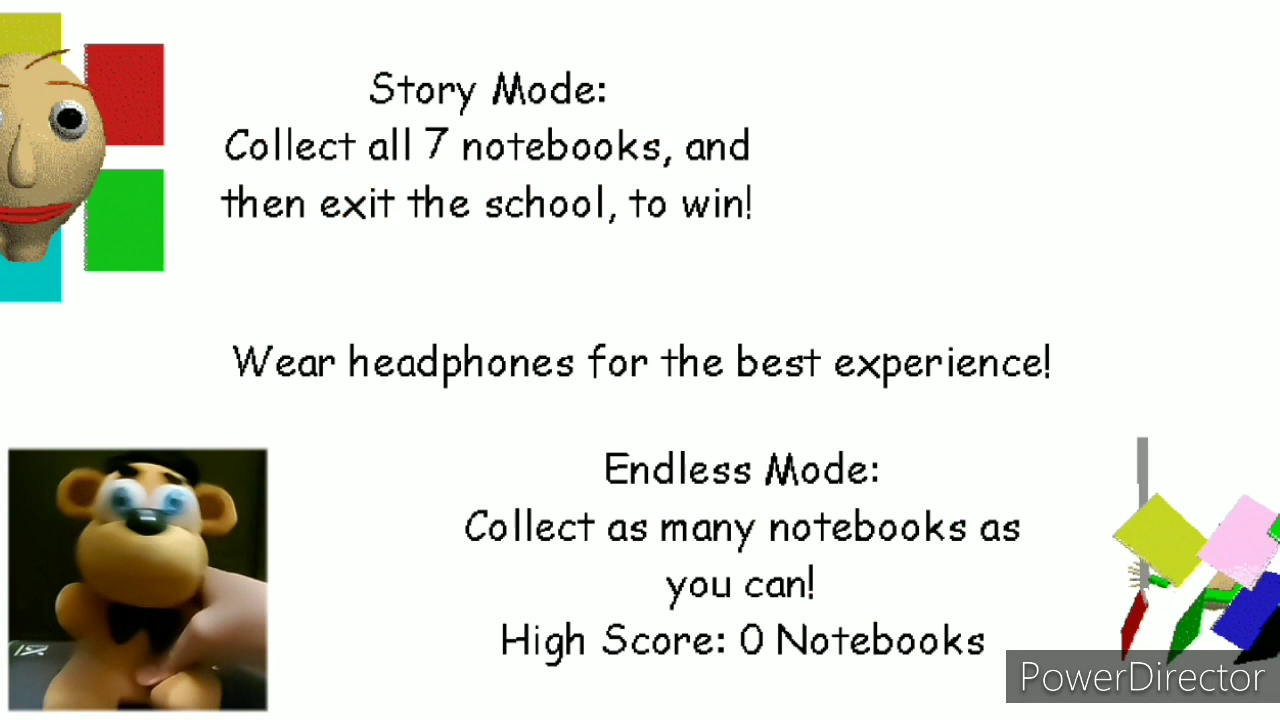 Story Mode:
Collect all 7 notebooks, and
then exit the school, to win!
Wear headphones for the best experience!
Endless Mode:
Collect as many notebooks as
you can!
High Score: 0 Notebooks
PowerDirector